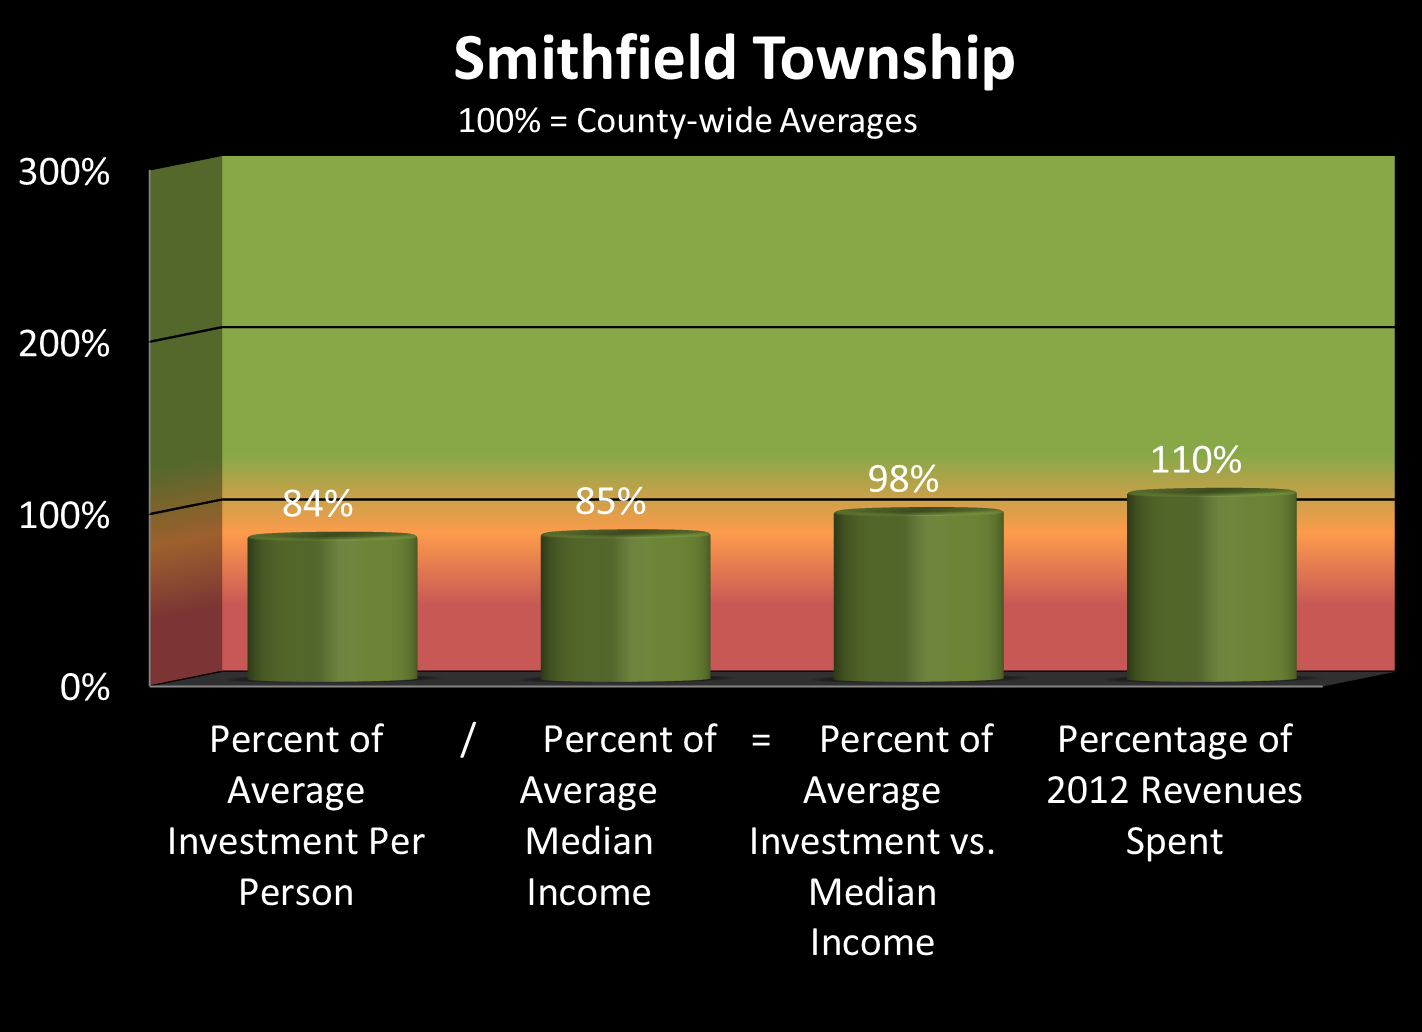 Smithfield Township
100% = County-wide Averages
300%
200%
100%
0%
84%
85%
98%
110%
Percent of
Average
Investment Per
Person
/
Percent of
Average
Median
Income
=
Percent of
Average
Investment vs.
Median
Income
Percentage of
2012 Revenues
Spent